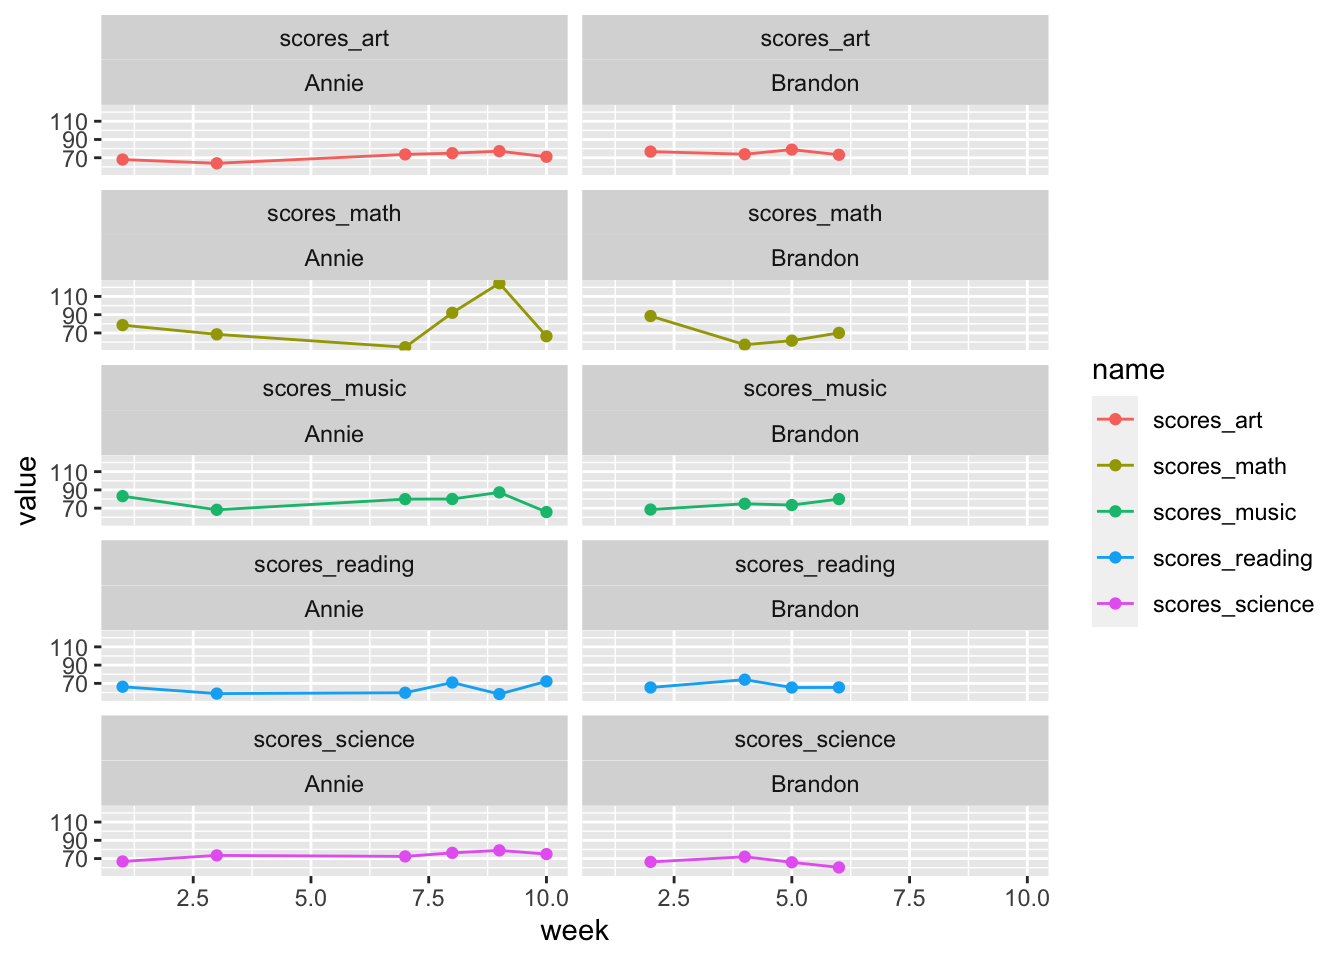 scores_art
scores_art
Annie
Brandon
110
90
70
scores_math
scores_math
Annie
Brandon
110
90
70
scores_music
scores_music
Annie
Brandon
110
90
70
scores_reading
scores_reading
Annie
Brandon
110
90
70
scores_science
scores_science
Annie
Brandon
110
90
70
2.5
5.0
7.5
10.0
2.5
5.0
7.5
10.0
week
value
name
scores_art
scores_math
scores_music
scores_reading
scores_science